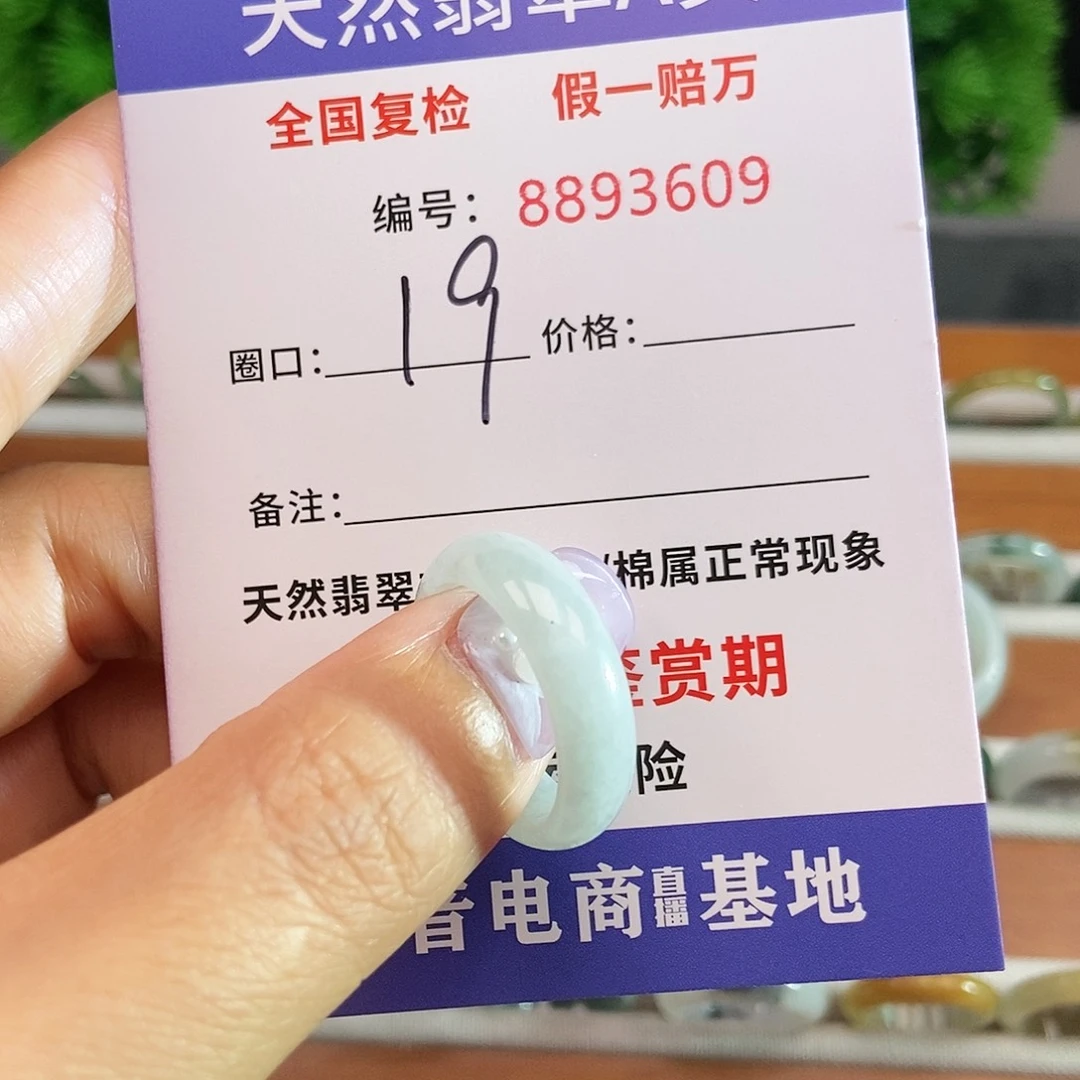 天然翡翠A货
全国复检 假一赔万
编号：8893609
圈口：19 价格：
备注：
天然翡翠 棉属正常现象
鉴赏期
险
音电商直播基地